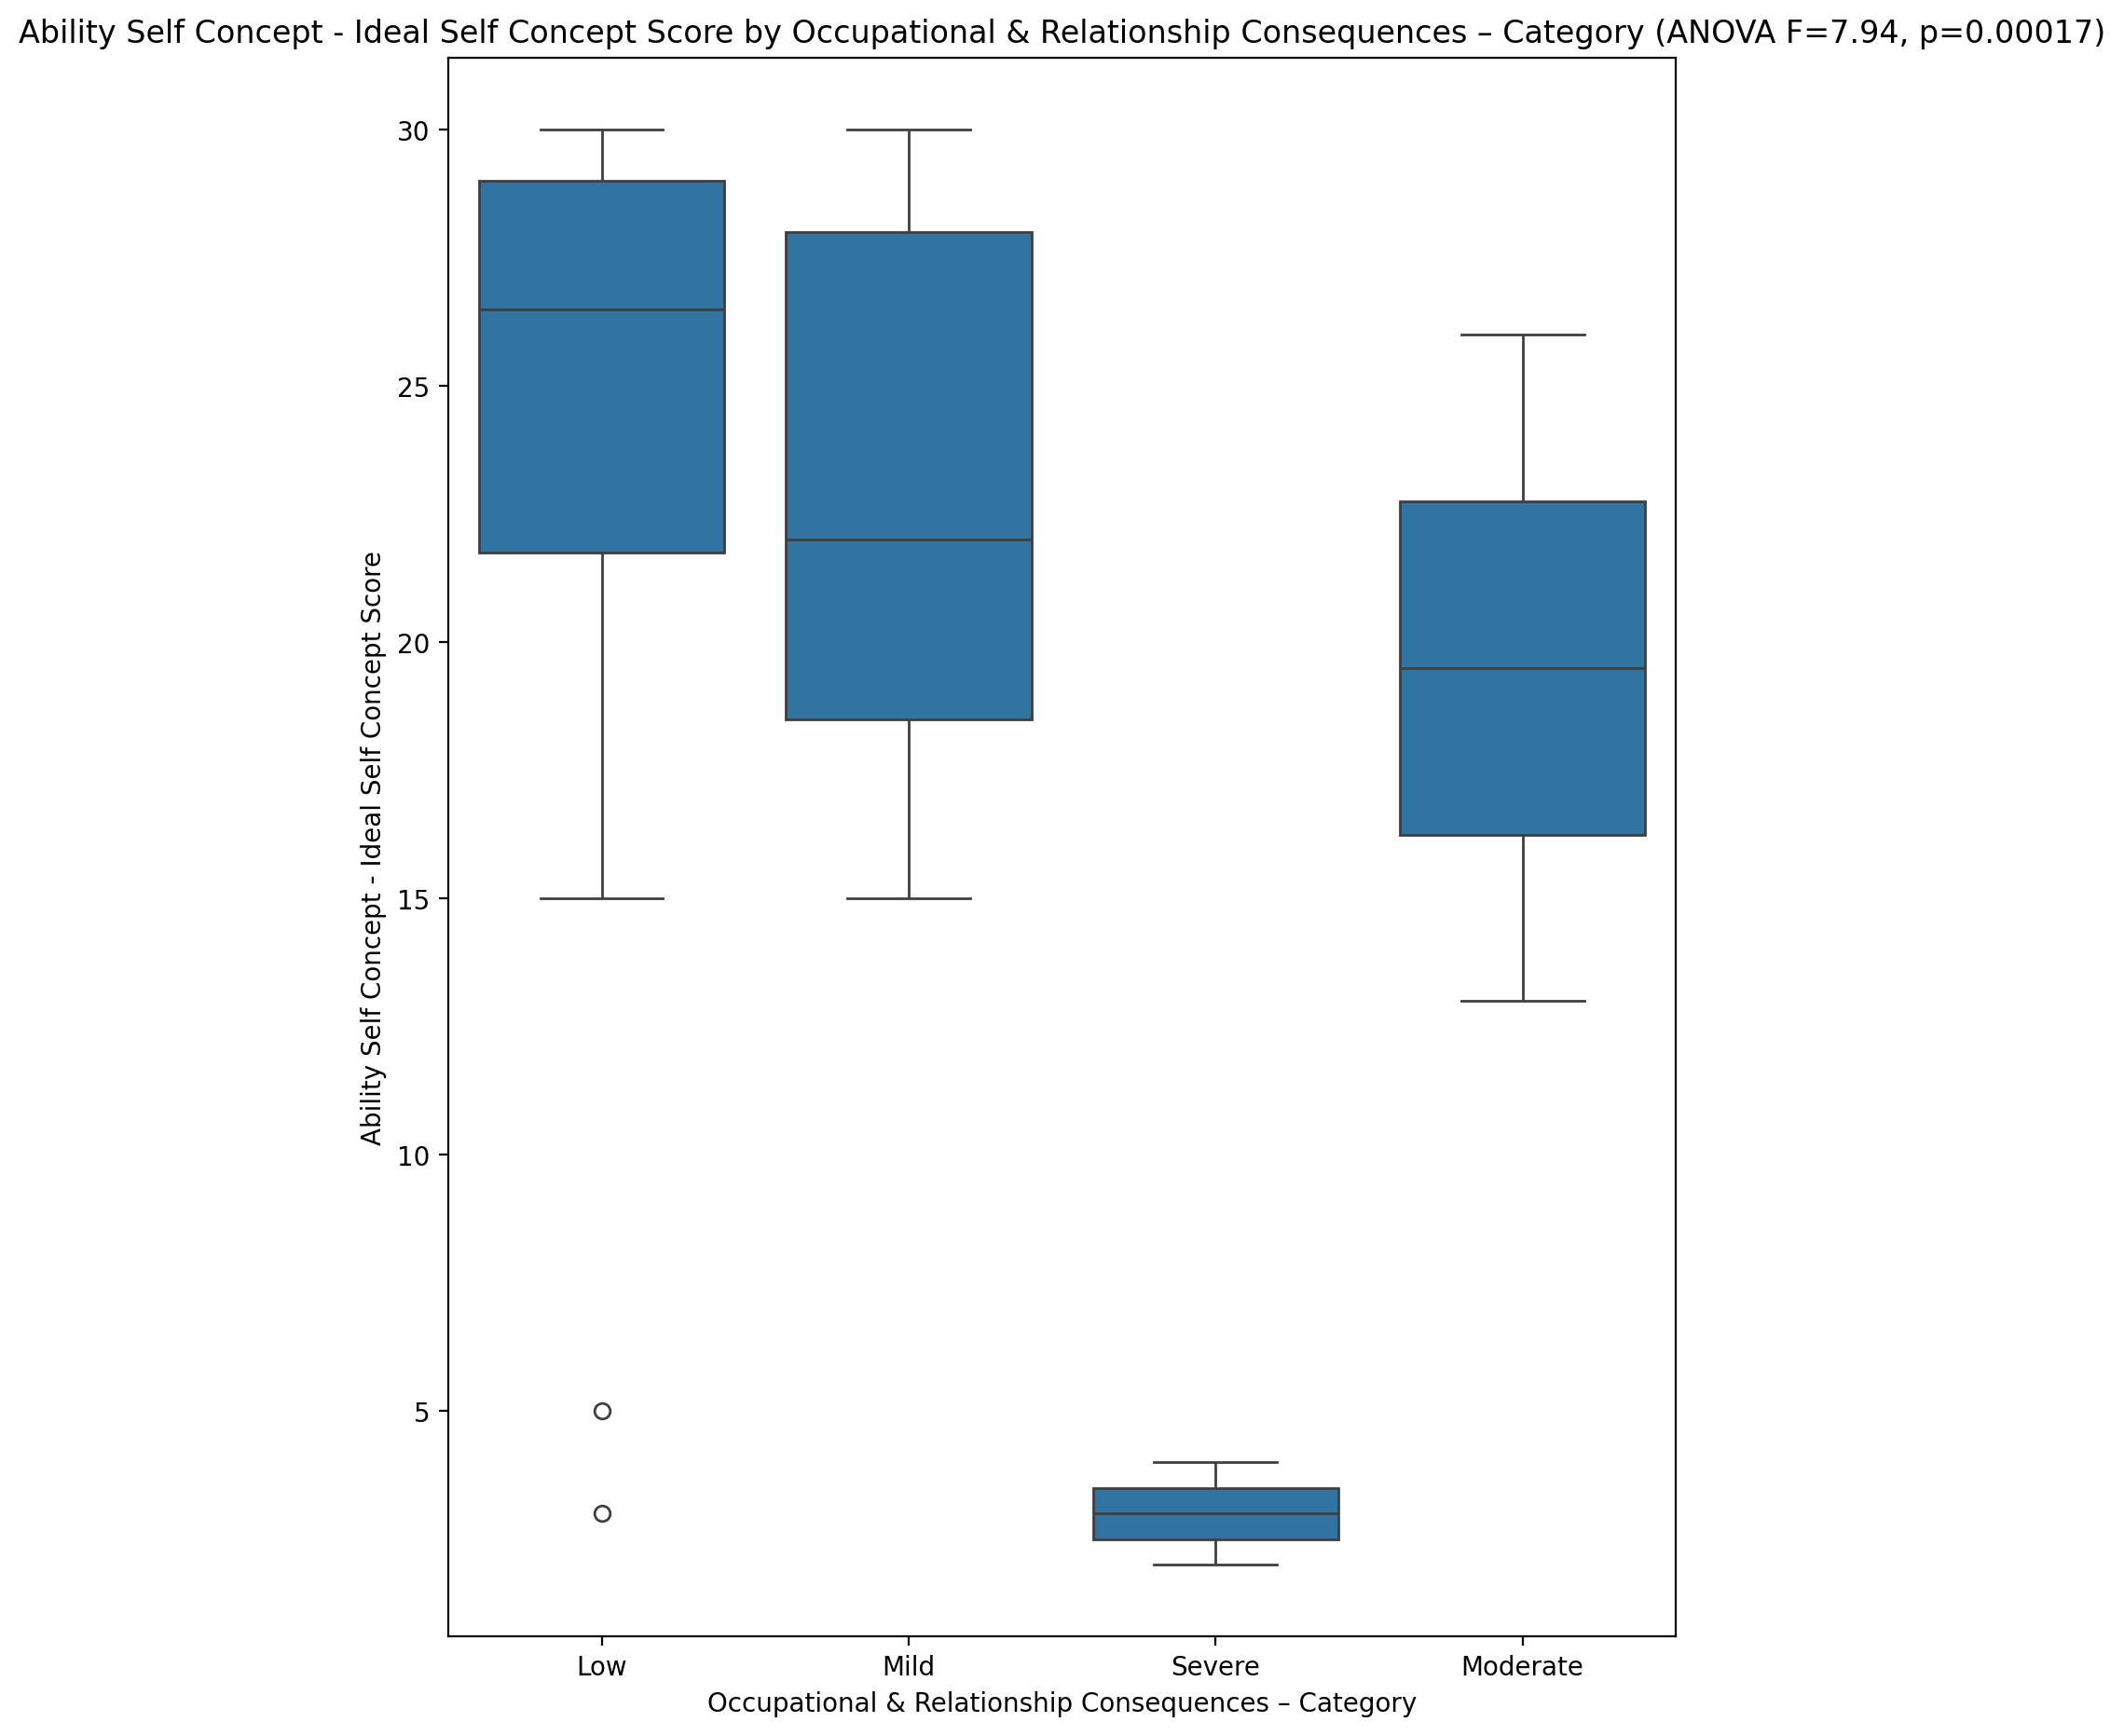 Ability Self Concept - Ideal Self Concept Score by Occupational & Relationship Consequences – Category (ANOVA F=7.94, p=0.00017)
30
25
20
15
10
5
Ability Self Concept - Ideal Self Concept Score
Low Mild Severe Moderate
Occupational & Relationship Consequences – Category